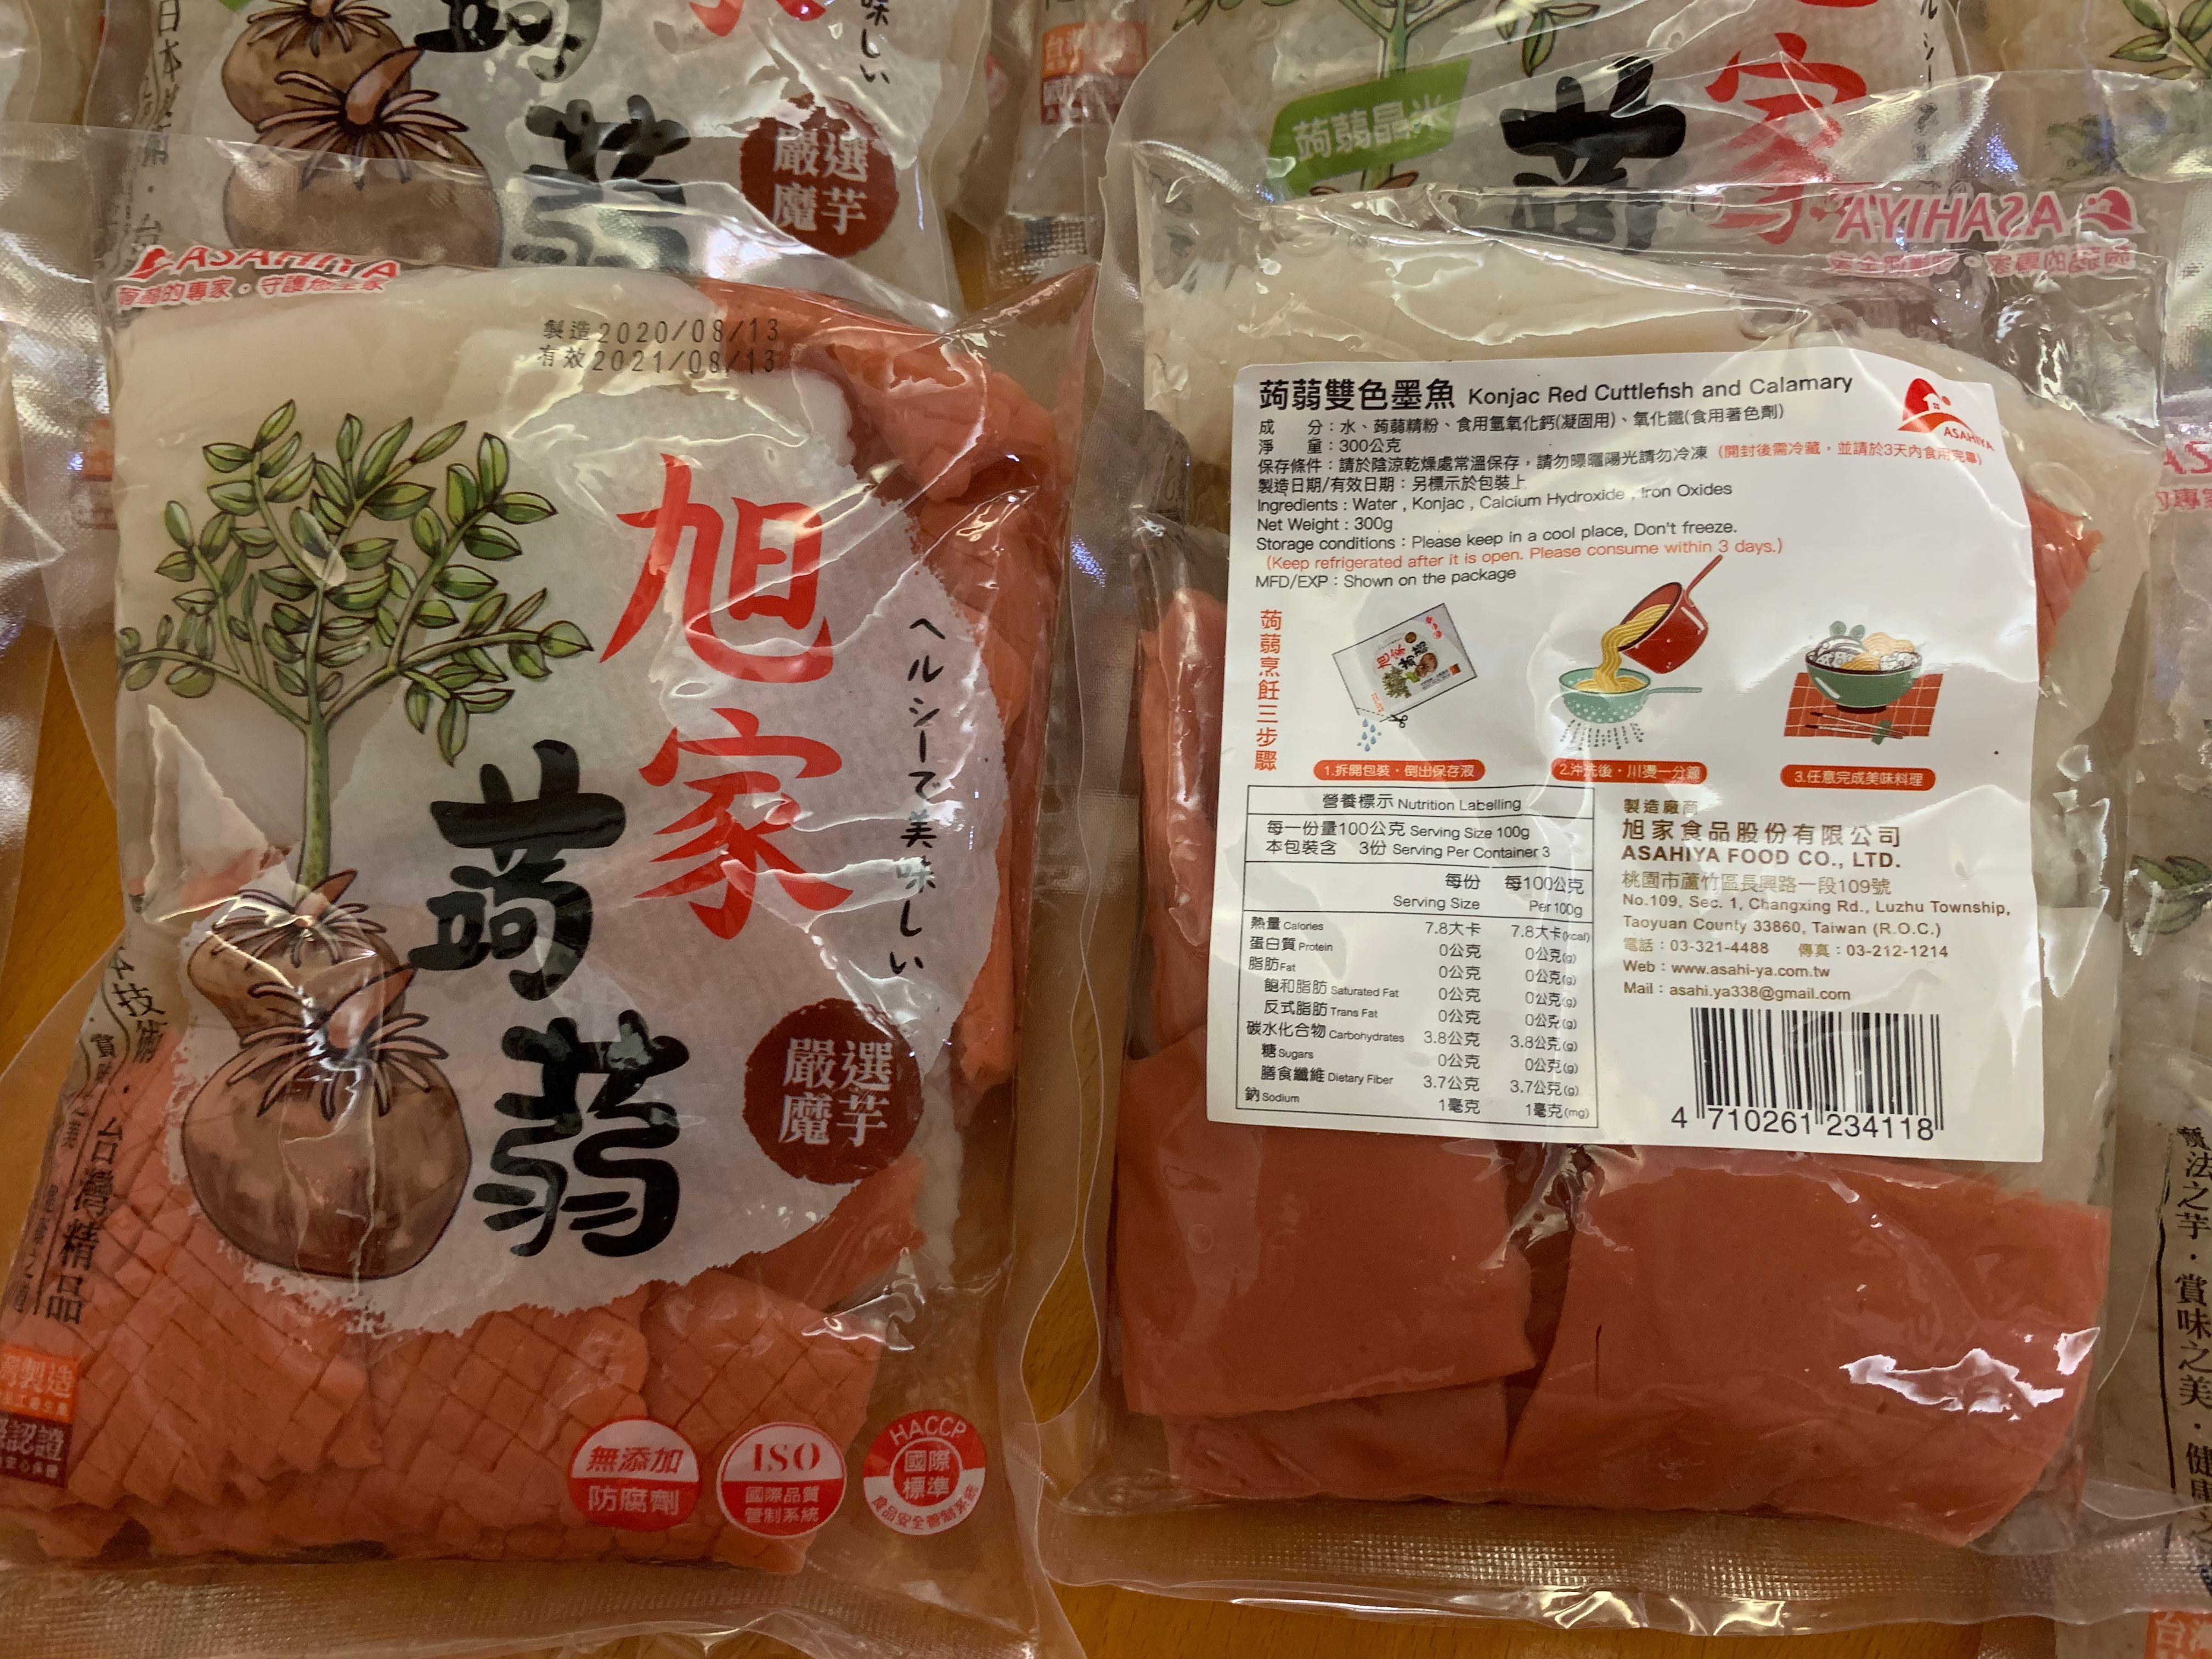 味しい
蒟
蒻
嚴選
魔芋
蒟蒻晶米
家
蒟
ASAHIYA
蒟蒻的專家・守護您全家
製造2020/08/13
有效2021/08/13
旭家
蒟蒻
ヘルシーで美味しい
嚴選
魔芋
技術・台灣精品
無添加
防腐劑
ISO
國際品質
管制系統
HACCP
國際
標準
食品安全管制系統
ASAHIYA
蒟蒻雙色墨魚 Konjac Red Cuttlefish and Calamary
成　分：水、蒟蒻精粉、食用氫氧化鈣(凝固用)、氧化鐵(食用著色劑)
淨　量：300公克
保存條件：請於陰涼乾燥處常溫保存，請勿曝曬陽光請勿冷凍（開封後需冷藏，並請於3天內食用完畢）
製造日期/有效日期：另標示於包裝上
Ingredients : Water , Konjac , Calcium Hydroxide , Iron Oxides
Net Weight : 300g
Storage conditions : Please keep in a cool place, Don't freeze.
(Keep refrigerated after it is open. Please consume within 3 days.)
MFD/EXP : Shown on the package
ASAHIYA
蒟蒻烹飪三步驟
1.拆開包裝・倒出保存液
2.沖洗後・川燙一分鐘
3.任意完成美味料理
營養標示 Nutrition Labelling
每一份量100公克 Serving Size 100g
本包裝含 3份 Serving Per Container 3
每份 每100公克
Serving Size Per 100g
熱量 Calories 7.8大卡 7.8大卡(kcal)
蛋白質 Protein 0公克 0公克(g)
脂肪 Fat 0公克 0公克(g)
飽和脂肪 Saturated Fat 0公克 0公克(g)
反式脂肪 Trans Fat 0公克 0公克(g)
碳水化合物 Carbohydrates 3.8公克 3.8公克(g)
糖 Sugars 0公克 0公克(g)
膳食纖維 Dietary Fiber 3.7公克 3.7公克(g)
鈉 Sodium 1毫克 1毫克(mg)
製造廠商
旭家食品股份有限公司
ASAHIYA FOOD CO., LTD.
桃園市蘆竹區長興路一段109號
No.109, Sec. 1, Changxing Rd., Luzhu Township,
Taoyuan County 33860, Taiwan (R.O.C.)
電話：03-321-4488 傳真：03-212-1214
Web : www.asahi-ya.com.tw
Mail : asahi.ya338@gmail.com
4 710261 234118
法之芋・賞味之美・健